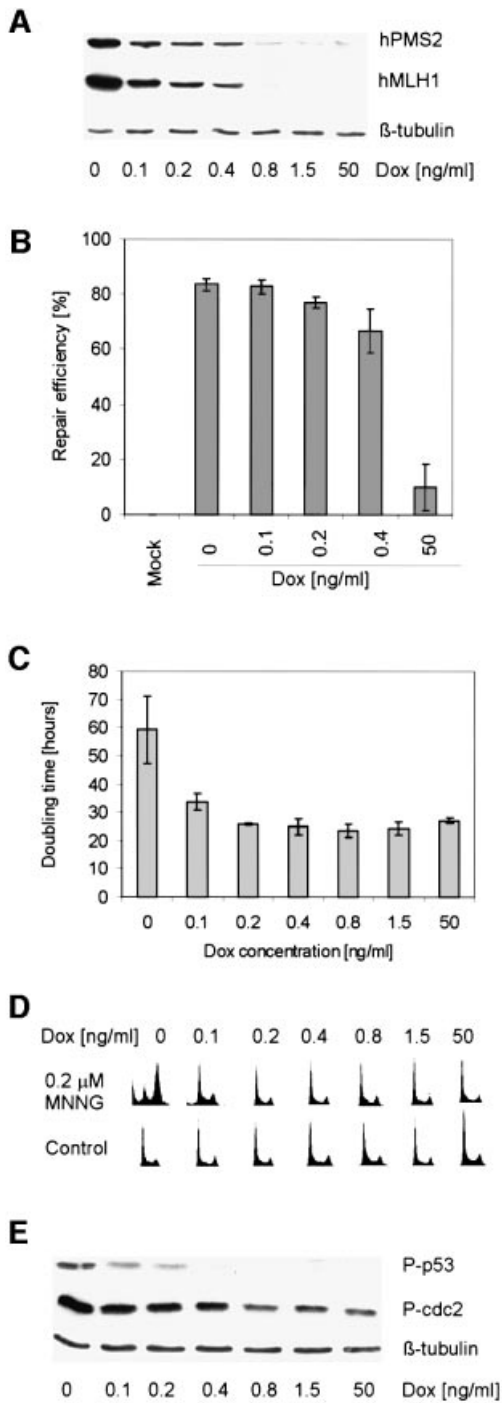 A
hPMS2
hMLH1
ß-tubulin
0 0.1 0.2 0.4 0.8 1.5 50 Dox [ng/ml]
B
Repair efficiency [%]
100
80
60
40
20
0
Mock 0 0.1 0.2 0.4 50
Dox [ng/ml]
C
Doubling time [hours]
80
70
60
50
40
30
20
10
0
0 0.1 0.2 0.4 0.8 1.5 50
Dox concentration [ng/ml]
D
Dox [ng/ml] 0 0.1 0.2 0.4 0.8 1.5 50
0.2 µM
MNNG
Control
E
P-p53
P-cdc2
ß-tubulin
0 0.1 0.2 0.4 0.8 1.5 50 Dox [ng/ml]